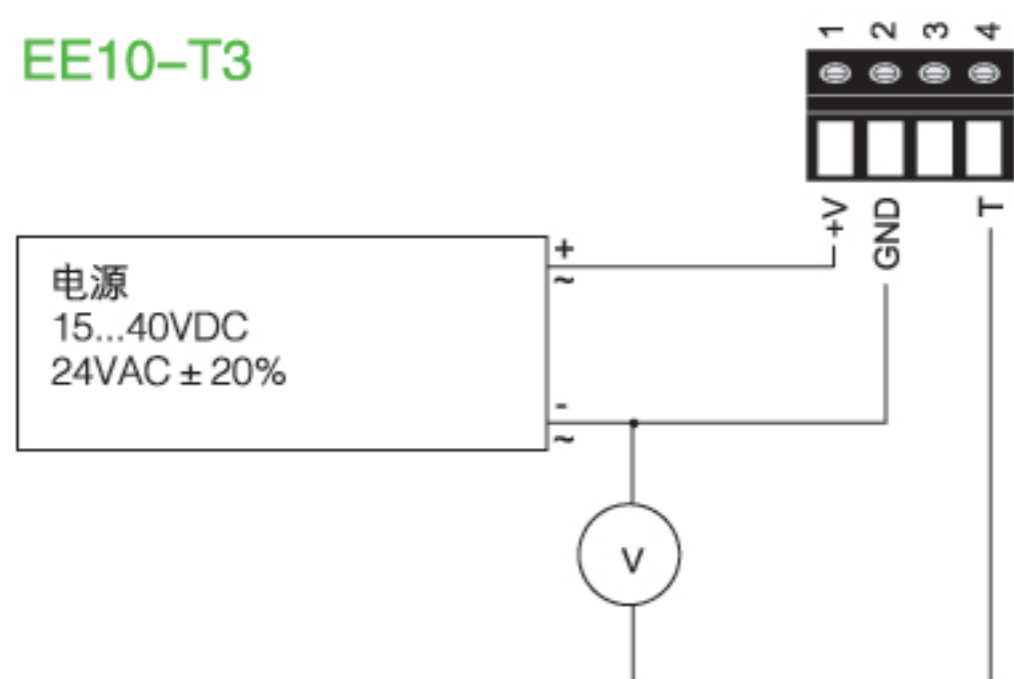 EE10–T3
1 2 3 4
+V GND T
电源
15...40VDC
24VAC ± 20%
+
~
-
~
V